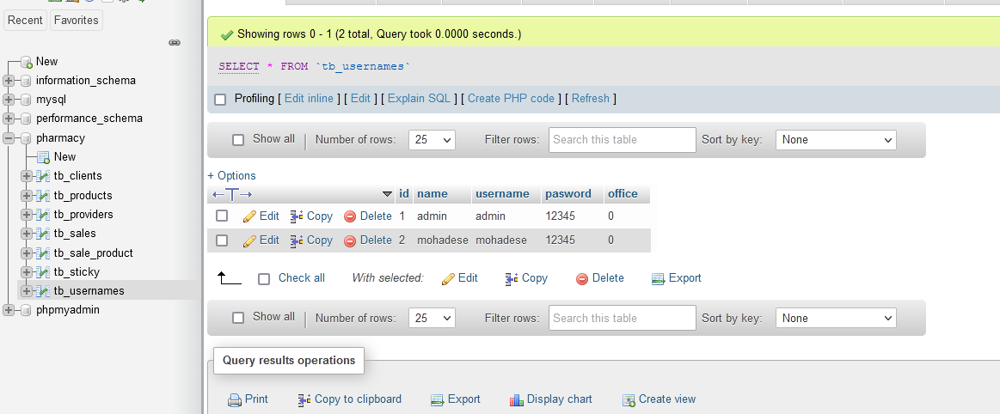 Recent Favorites
New
information_schema
mysql
performance_schema
pharmacy
New
tb_clients
tb_products
tb_providers
tb_sales
tb_sale_product
tb_sticky
tb_usernames
phpmyadmin
Showing rows 0 - 1 (2 total, Query took 0.0000 seconds.)
SELECT * FROM `tb_usernames`
Profiling [ Edit inline ] [ Edit ] [ Explain SQL ] [ Create PHP code ] [ Refresh ]
Show all Number of rows: 25 Filter rows: Search this table Sort by key: None
+ Options
id name username pasword office
Edit Copy Delete 1 admin admin 12345 0
Edit Copy Delete 2 mohadese mohadese 12345 0
Check all With selected: Edit Copy Delete Export
Show all Number of rows: 25 Filter rows: Search this table Sort by key: None
Query results operations
Print Copy to clipboard Export Display chart Create view